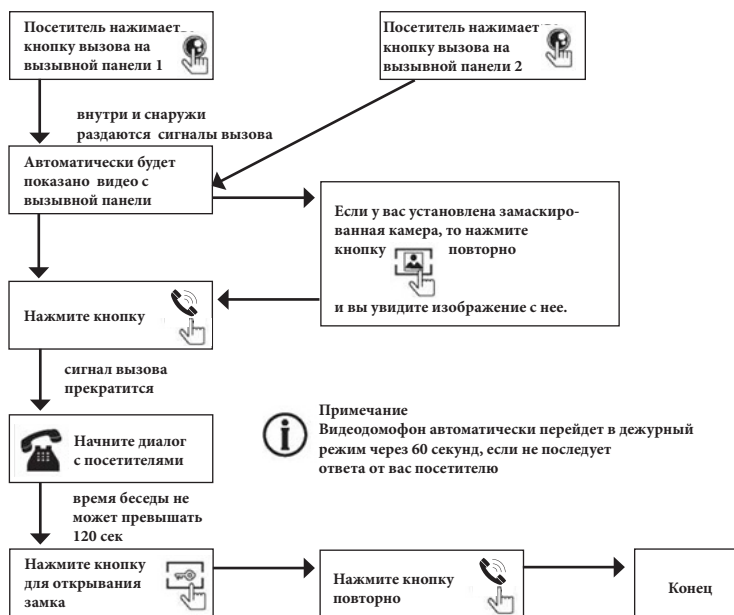 Посетитель нажимает
кнопку вызова на
вызывной панели 1
Посетитель нажимает
кнопку вызова на
вызывной панели 2
внутри и снаружи
раздаются сигналы вызова
Автоматически будет
показано видео с
вызывной панели
Если у вас установлена замаскиро-
ванная камера, то нажмите
кнопку повторно
и вы увидите изображение с нее.
Нажмите кнопку
сигнал вызова
прекратится
Начните диалог
с посетителями
Примечание
Видеодомофон автоматически перейдет в дежурный
режим через 60 секунд, если не последует
ответа от вас посетителю
время беседы не
может превышать
120 сек
Нажмите кнопку
для открывания
замка
Нажмите кнопку
повторно
Конец